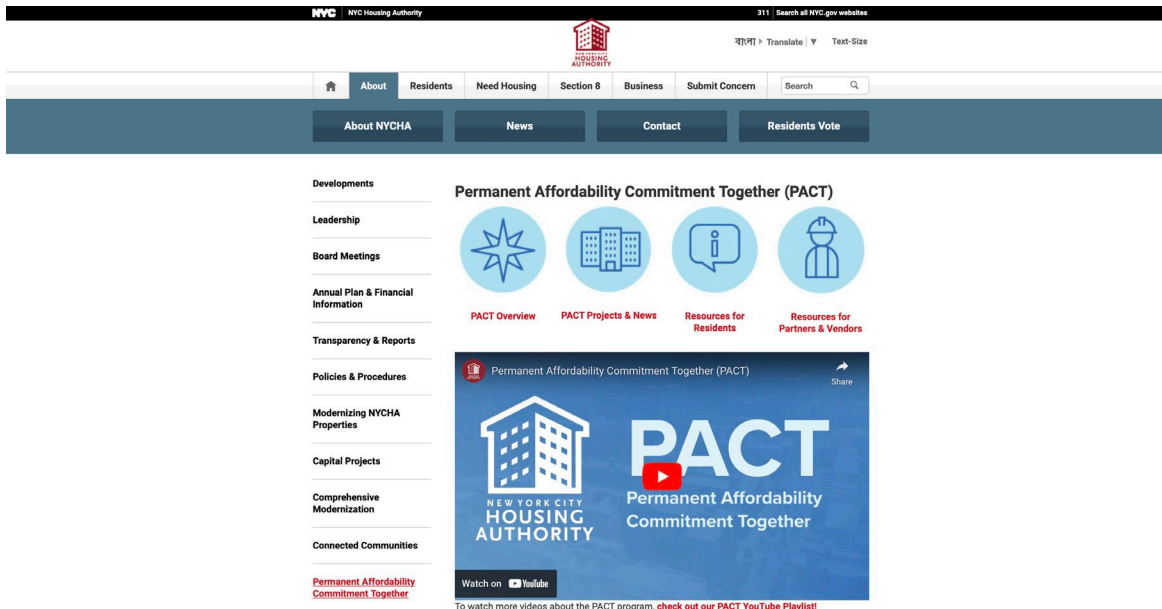 NYC NYC Housing Authority 311 Search all NYC.gov websites
NEW YORK CITY
HOUSING
AUTHORITY
বাংলা Translate Text-Size
About Residents Need Housing Section 8 Business Submit Concern Search
About NYCHA News Contact Residents Vote
Developments
Leadership
Board Meetings
Annual Plan & Financial
Information
Transparency & Reports
Policies & Procedures
Modernizing NYCHA
Properties
Capital Projects
Comprehensive
Modernization
Connected Communities
Permanent Affordability
Commitment Together
Permanent Affordability Commitment Together (PACT)
PACT Overview
PACT Projects & News
Resources for
Residents
Resources for
Partners & Vendors
Permanent Affordability Commitment Together (PACT)
Share
NEW YORK CITY
HOUSING
AUTHORITY
PACT
Permanent Affordability
Commitment Together
Watch on YouTube
To watch more videos about the PACT program, check out our PACT YouTube Playlist!